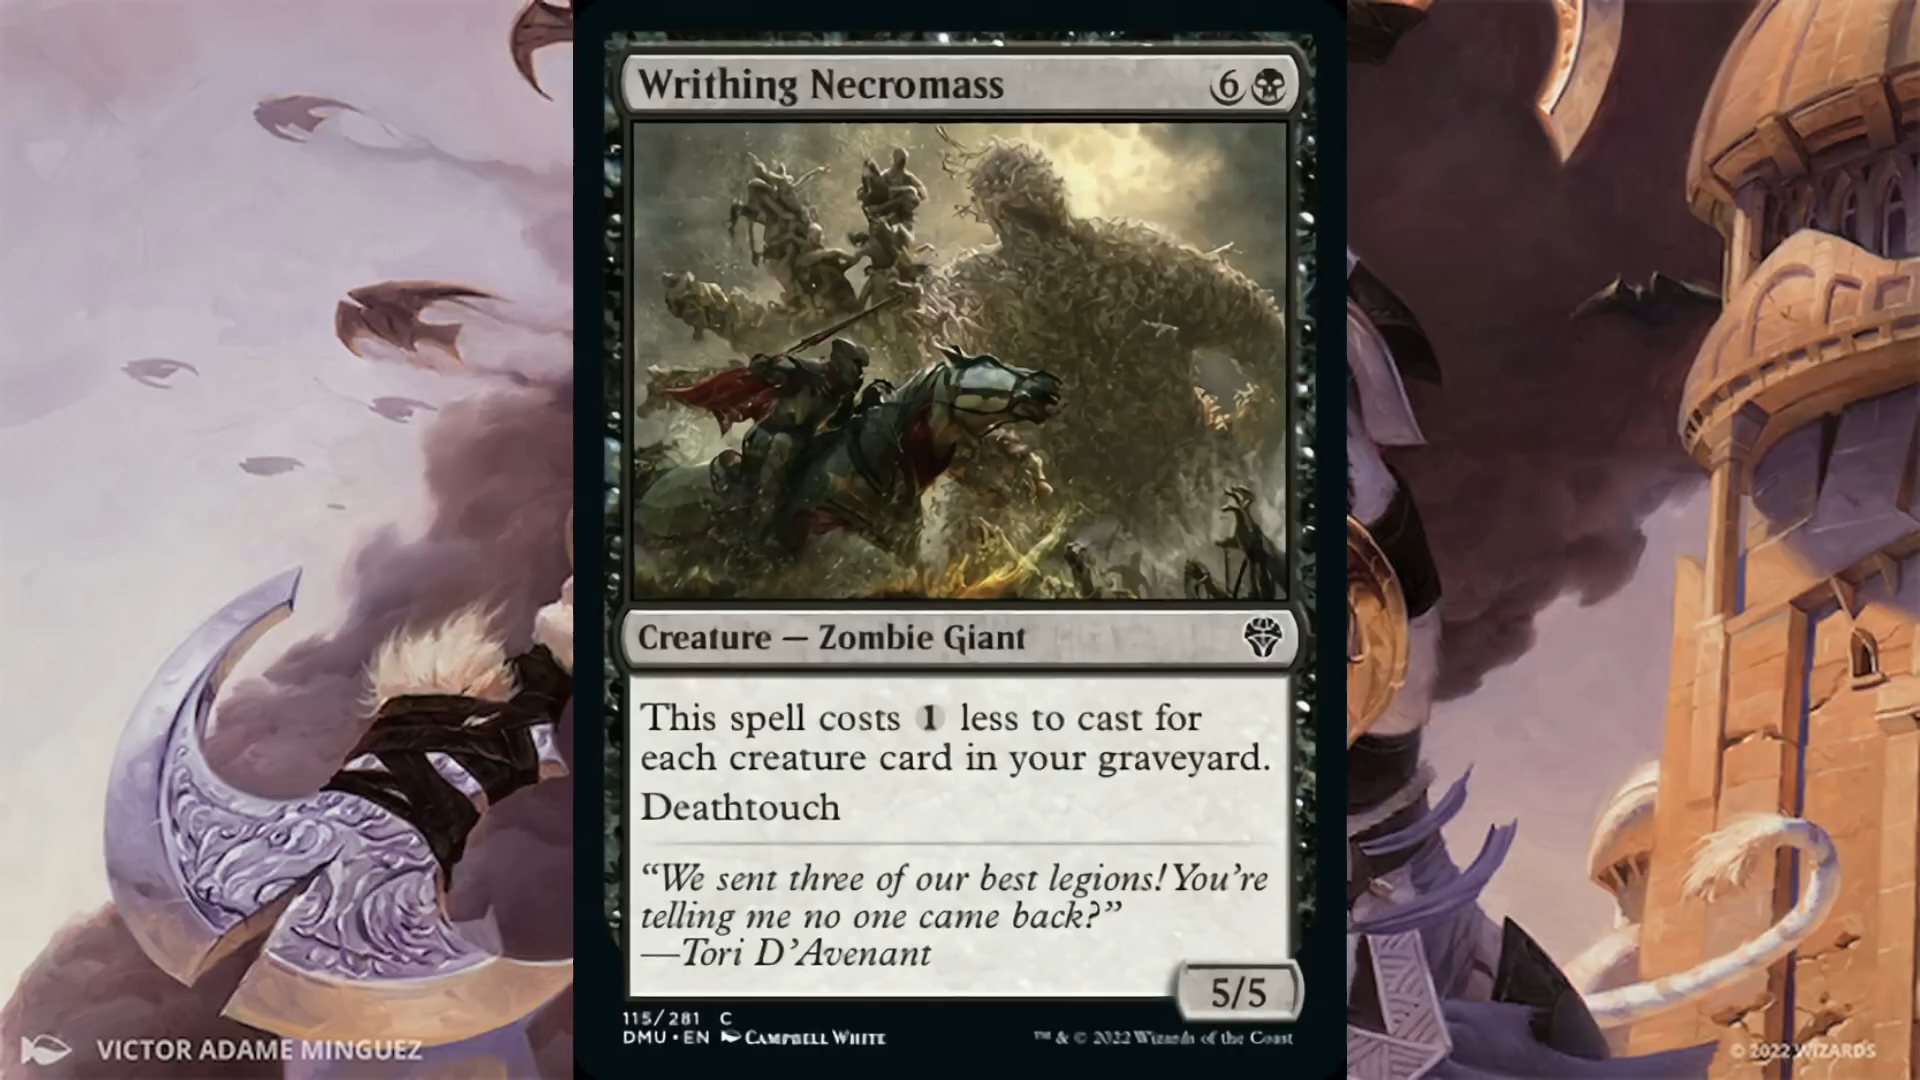 Writhing Necromass
6
Creature — Zombie Giant
This spell costs 1 less to cast for
each creature card in your graveyard.
Deathtouch
“We sent three of our best legions! You’re
telling me no one came back?”
—Tori D’Avenant
5/5
115/281 C
DMU • EN Campbell White
™ & © 2022 Wizards of the Coast
VICTOR ADAME MINGUEZ
© 2022 WIZARDS